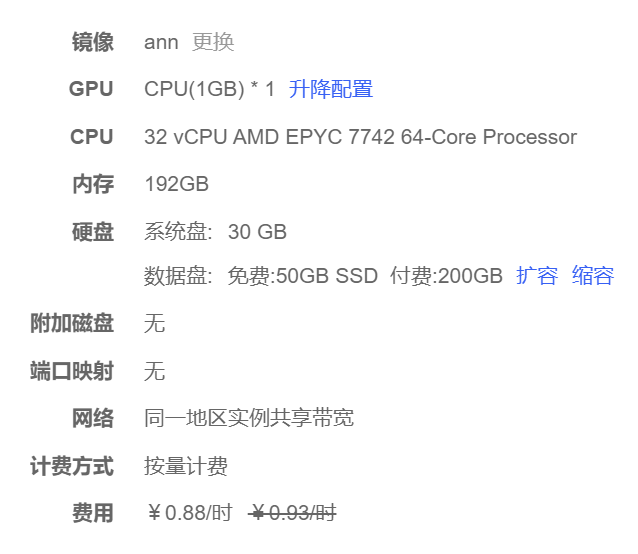 镜像 ann 更换
GPU CPU(1GB) * 1 升降配置
CPU 32 vCPU AMD EPYC 7742 64-Core Processor
内存 192GB
硬盘 系统盘: 30 GB
数据盘: 免费:50GB SSD 付费:200GB 扩容 缩容
附加磁盘 无
端口映射 无
网络 同一地区实例共享带宽
计费方式 按量计费
费用 ￥0.88/时 ￥0.93/时